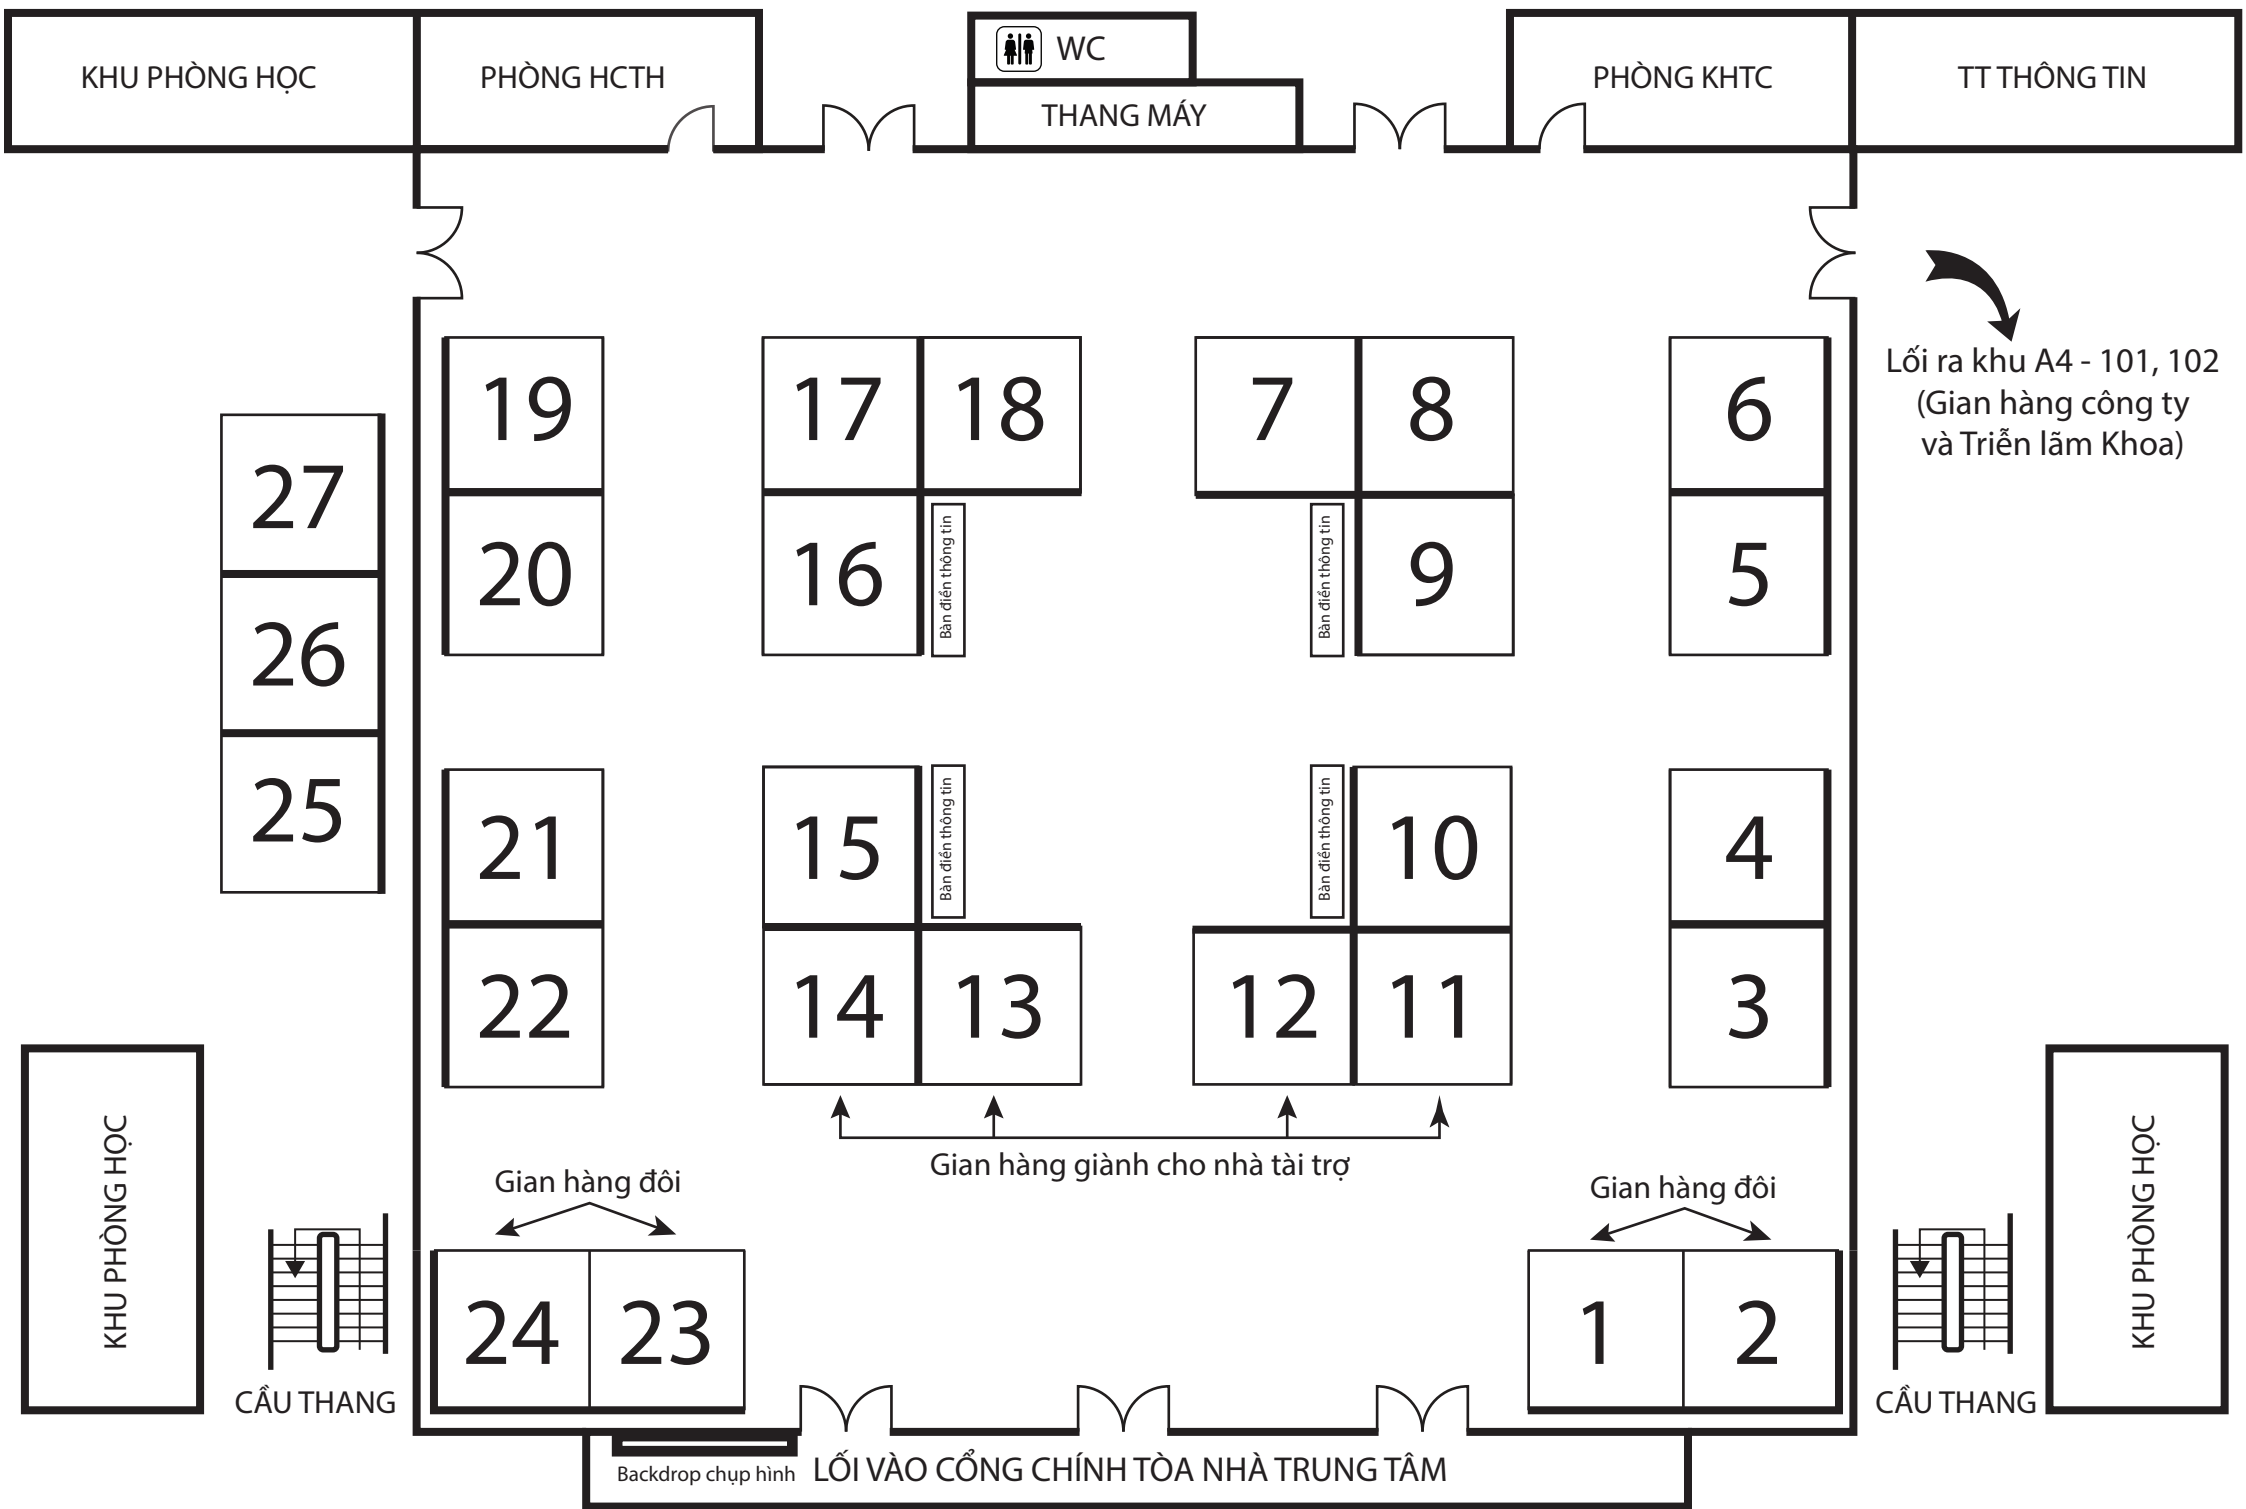 KHU PHÒNG HỌC
PHÒNG HCTH
WC
THANG MÁY
PHÒNG KHTC
TT THÔNG TIN
Lối ra khu A4 - 101, 102
(Gian hàng công ty
và Triễn lãm Khoa)
19
17
18
7
8
6
27
20
16
Bàn điền thông tin
Bàn điền thông tin
9
5
26
25
21
15
Bàn điền thông tin
Bàn điền thông tin
10
4
22
14
13
12
11
3
Gian hàng giành cho nhà tài trợ
Gian hàng đôi
Gian hàng đôi
KHU PHÒNG HỌC
KHU PHÒNG HỌC
24
23
1
2
CẦU THANG
CẦU THANG
Backdrop chụp hình
LỐI VÀO CỔNG CHÍNH TÒA NHÀ TRUNG TÂM